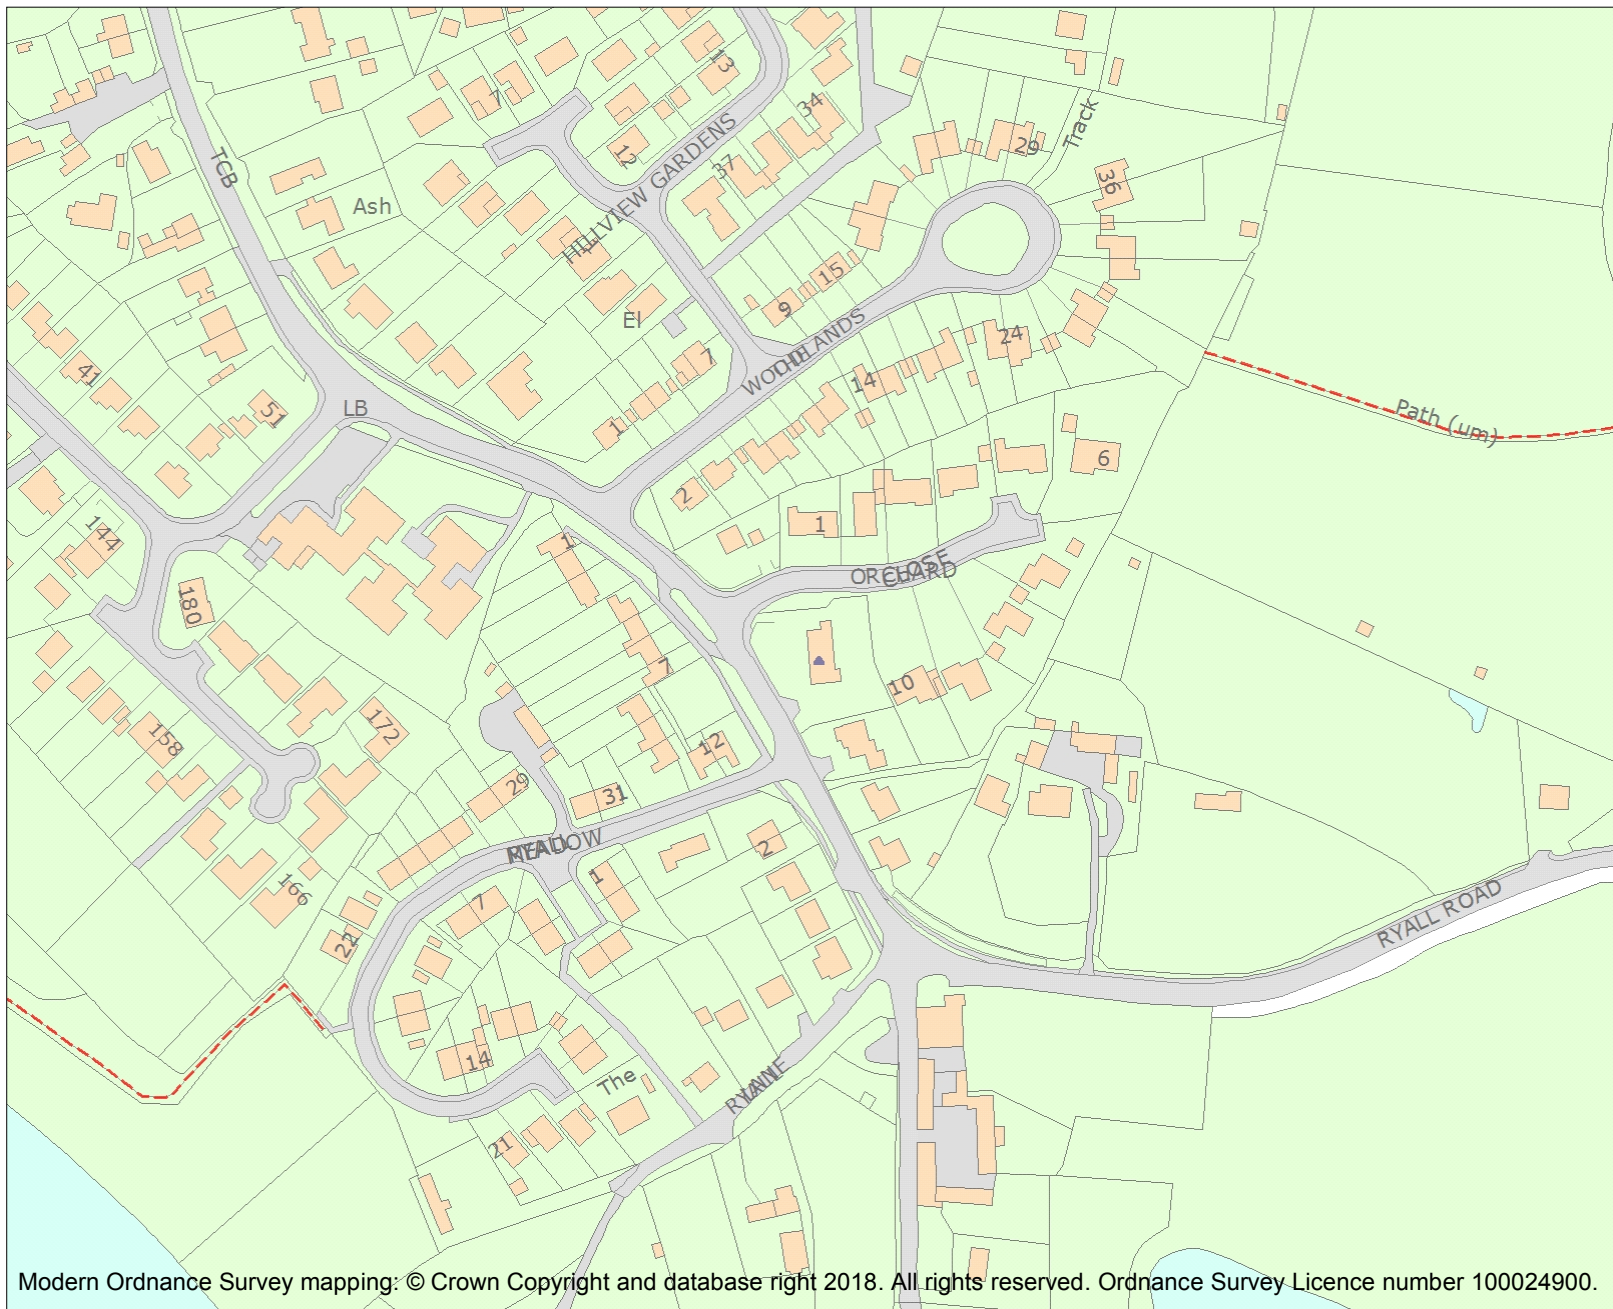 13
7
34
TCB
12
HILLVIEW GARDENS
37
29
Track
36
Ash
15
9
El
24
7
WOODLANDS
THE
14
41
51
LB
1
Path (um)
6
2
1
144
1
ORCHARD
CLOSE
180
7
10
172
158
12
29
31
RYALL
MEADOW
2
1
166
7
22
RYALL ROAD
14
The
RYALL
LANE
21
Modern Ordnance Survey mapping: © Crown Copyright and database right 2018. All rights reserved. Ordnance Survey Licence number 100024900.